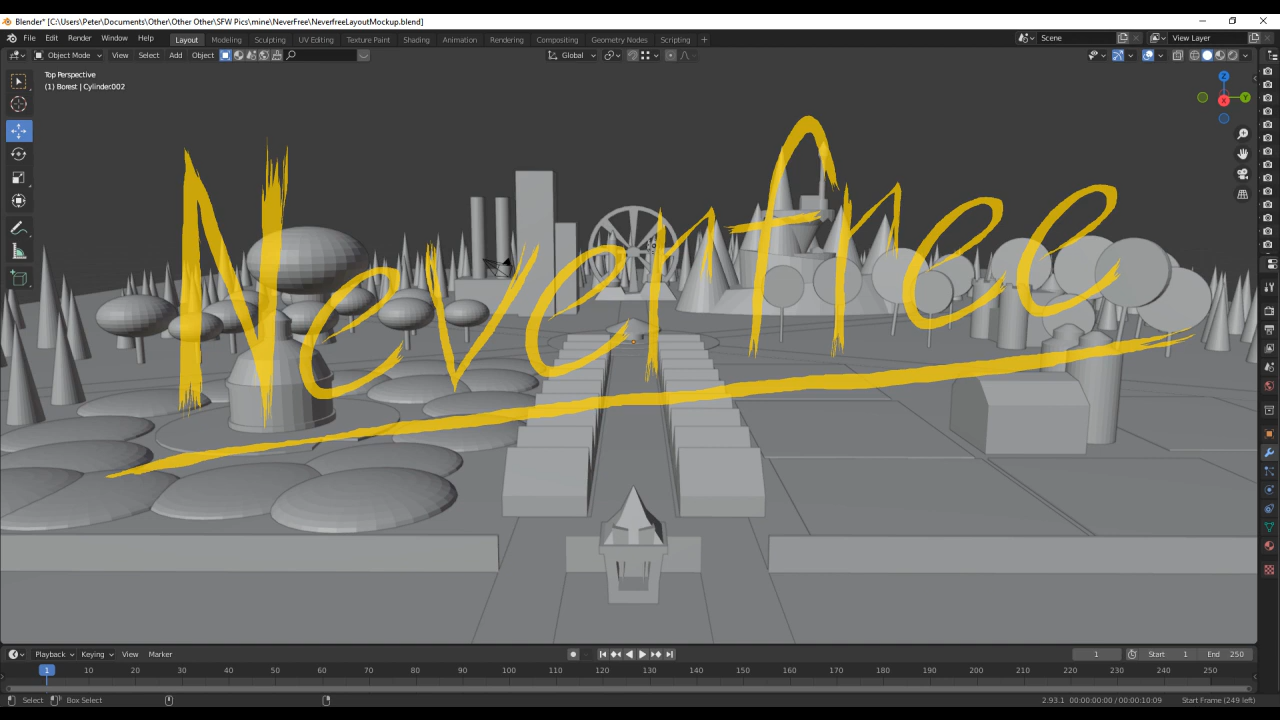 Blender* [C:\Users\Peter\Documents\Other\Other Other\SFW Pics\mine\NeverFree\NeverfreeLayoutMockup.blend]
File Edit Render Window Help Layout Modeling Sculpting UV Editing Texture Paint Shading Animation Rendering Compositing Geometry Nodes Scripting + Scene View Layer
Object Mode View Select Add Object Global
Top Perspective
(1) Borest | Cylinder.002
Z
Y
X
Neverfree
Playback Keying View Marker 1 Start 1 End 250
1 10 20 30 40 50 60 70 80 90 100 110 120 130 140 150 160 170 180 190 200 210 220 230 240 250
Select Box Select 2.93.1 00:00:00:00 / 00:00:10:09 Start Frame (249 left)